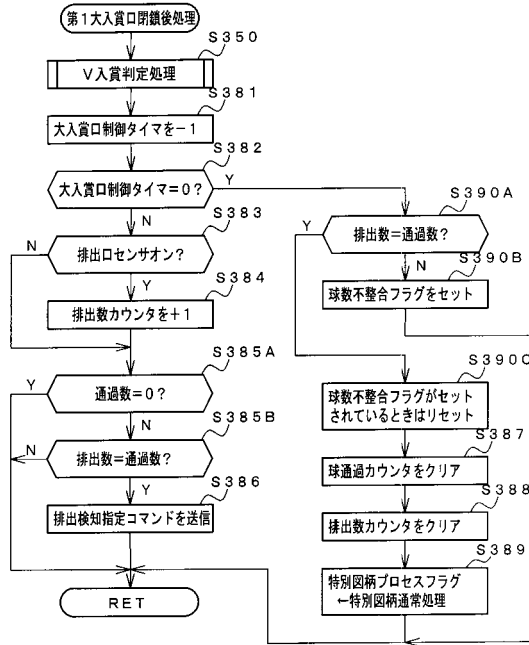 第1大入賞口閉鎖後処理
S350
V入賞判定処理
S381
大入賞口制御タイマを－1
S382
大入賞口制御タイマ＝0？
Y
N
S383
排出口センサオン？
N
Y
S384
排出数カウンタを＋1
S385A
通過数＝0？
Y
N
S385B
排出数＝通過数？
N
Y
S386
排出検知指定コマンドを送信
RET
S390A
排出数＝通過数？
Y
N
S390B
球数不整合フラグをセット
S390C
球数不整合フラグがセット
されているときはリセット
S387
球通過カウンタをクリア
S388
排出数カウンタをクリア
S389
特別図柄プロセスフラグ
←特別図柄通常処理